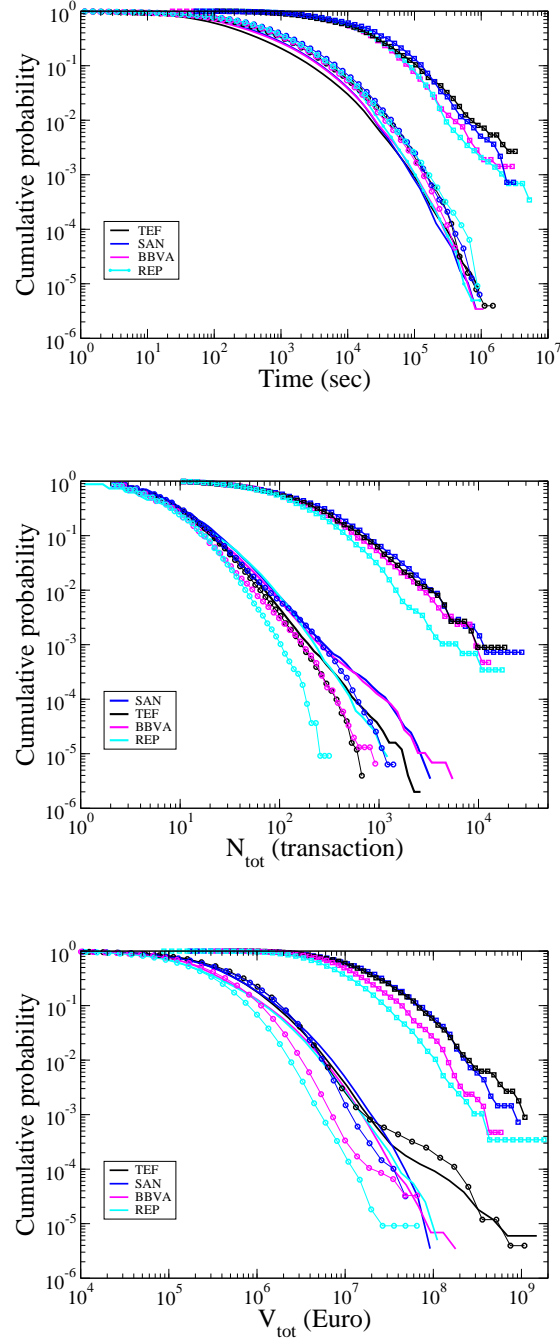 10^0
10^-1
10^-2
10^-3
10^-4
10^-5
10^-6
Cumulative probability
TEF
SAN
BBVA
REP
10^0 10^1 10^2 10^3 10^4 10^5 10^6 10^7
Time (sec)
10^0
10^-1
10^-2
10^-3
10^-4
10^-5
10^-6
Cumulative probability
SAN
TEF
BBVA
REP
10^0 10^1 10^2 10^3 10^4
N_tot (transaction)
10^0
10^-1
10^-2
10^-3
10^-4
10^-5
10^-6
Cumulative probability
TEF
SAN
BBVA
REP
10^4 10^5 10^6 10^7 10^8 10^9
V_tot (Euro)